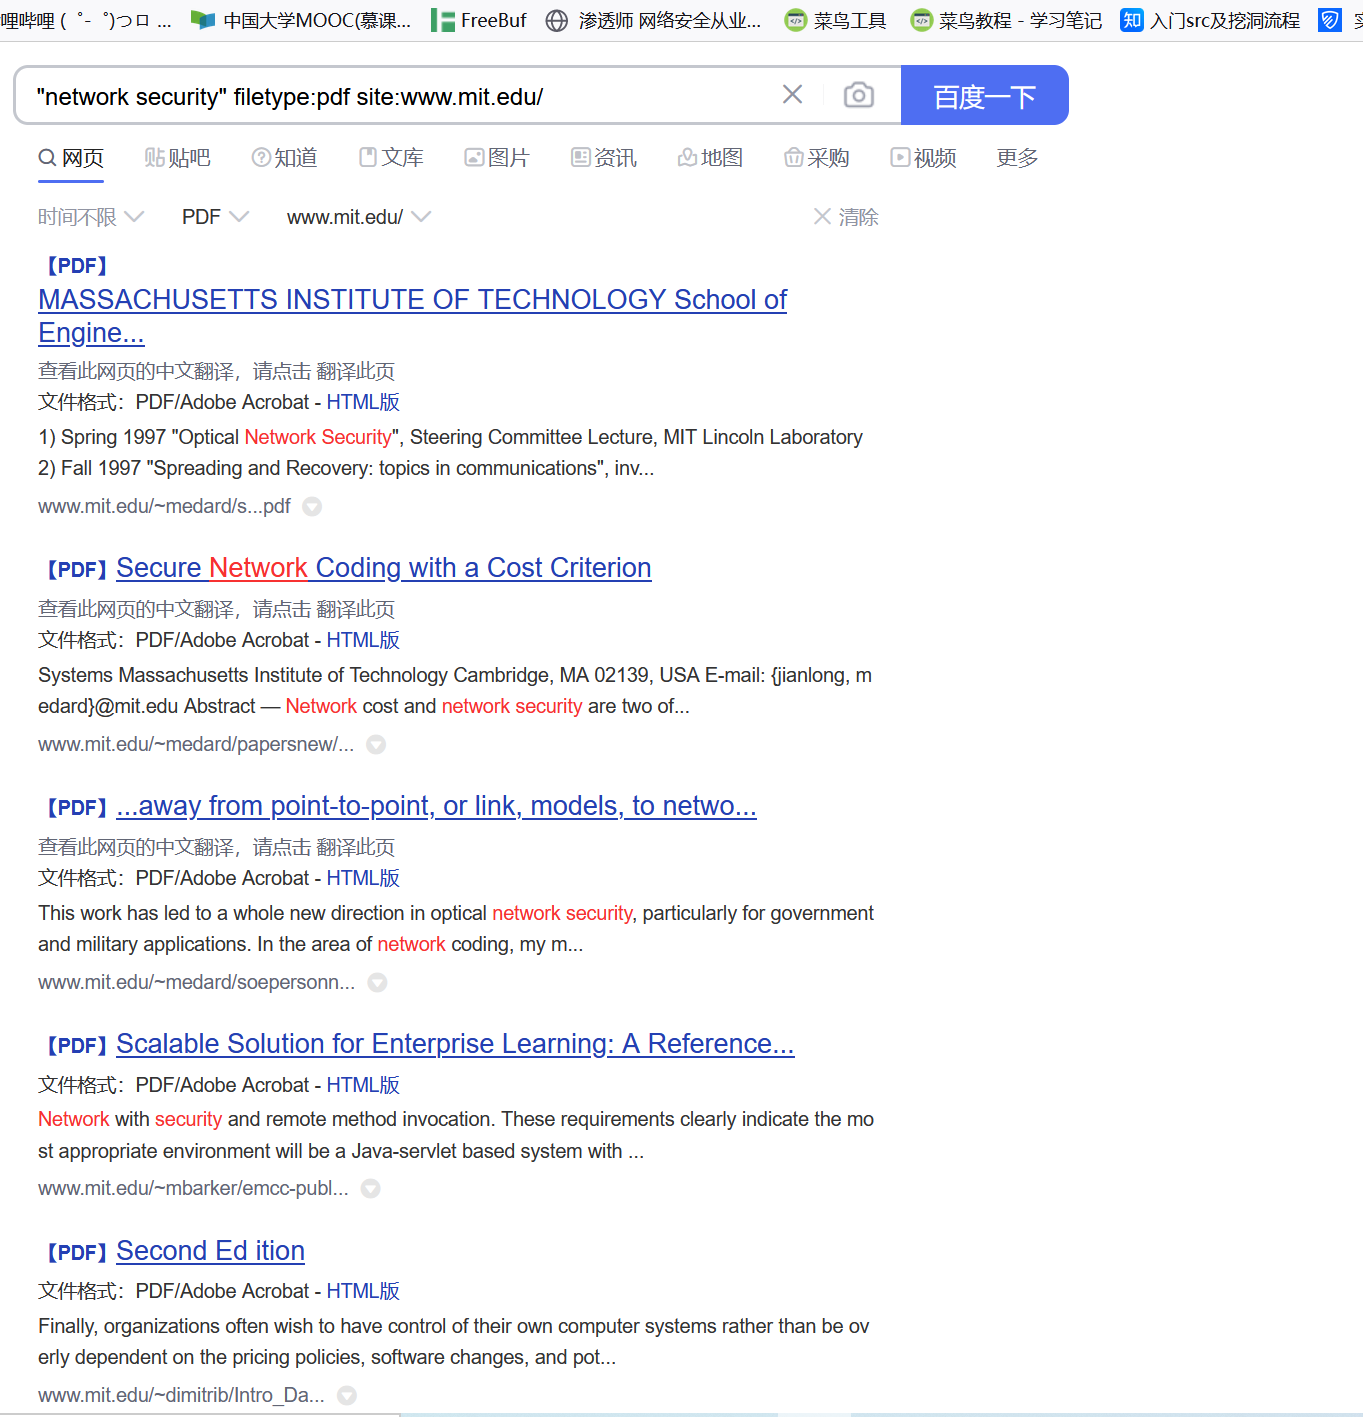 哩哔哩 ( ゜- ゜)つロ ...
中国大学MOOC(慕课...
FreeBuf
渗透师 网络安全从业...
菜鸟工具
菜鸟教程 - 学习笔记
知 入门src及挖洞流程
"network security" filetype:pdf site:www.mit.edu/
百度一下
网页 贴贴吧 知道 文库 图片 资讯 地图 采购 视频 更多
时间不限 PDF www.mit.edu/ 清除
【PDF】
MASSACHUSETTS INSTITUTE OF TECHNOLOGY School of
Engine...
查看此网页的中文翻译，请点击 翻译此页
文件格式：PDF/Adobe Acrobat - HTML版
1) Spring 1997 "Optical Network Security", Steering Committee Lecture, MIT Lincoln Laboratory
2) Fall 1997 "Spreading and Recovery: topics in communications", inv...
www.mit.edu/~medard/s...pdf
【PDF】Secure Network Coding with a Cost Criterion
查看此网页的中文翻译，请点击 翻译此页
文件格式：PDF/Adobe Acrobat - HTML版
Systems Massachusetts Institute of Technology Cambridge, MA 02139, USA E-mail: {jianlong, m
edard}@mit.edu Abstract — Network cost and network security are two of...
www.mit.edu/~medard/papersnew/...
【PDF】...away from point-to-point, or link, models, to netwo...
查看此网页的中文翻译，请点击 翻译此页
文件格式：PDF/Adobe Acrobat - HTML版
This work has led to a whole new direction in optical network security, particularly for government
and military applications. In the area of network coding, my m...
www.mit.edu/~medard/soepersonn...
【PDF】Scalable Solution for Enterprise Learning: A Reference...
文件格式：PDF/Adobe Acrobat - HTML版
Network with security and remote method invocation. These requirements clearly indicate the mo
st appropriate environment will be a Java-servlet based system with ...
www.mit.edu/~mbarker/emcc-publ...
【PDF】Second Ed ition
文件格式：PDF/Adobe Acrobat - HTML版
Finally, organizations often wish to have control of their own computer systems rather than be ov
erly dependent on the pricing policies, software changes, and pot...
www.mit.edu/~dimitrib/Intro_Da...